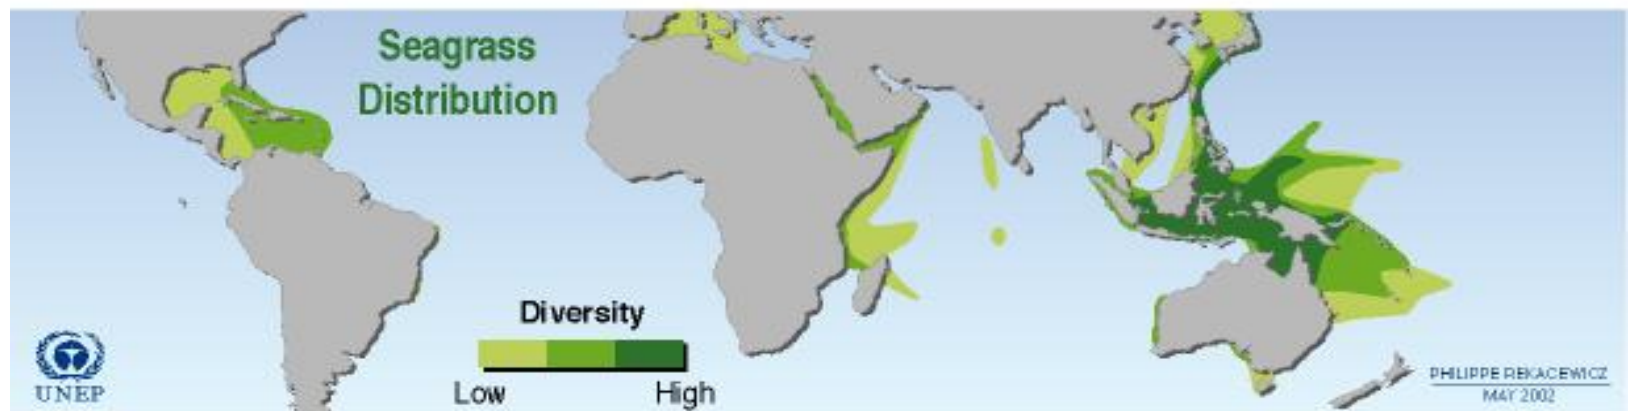 Seagrass
Distribution
Diversity
Low High
UNEP
PHILIPPE REKACEWICZ
MAY 2002